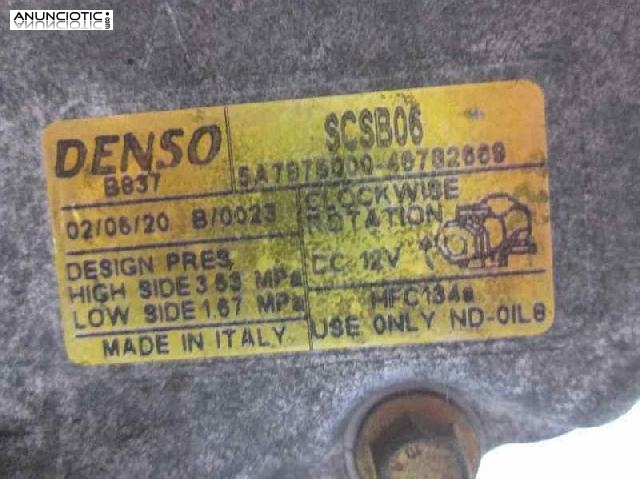 ANUNCIOTIC.com
DENSO
B837
SCSB06
5A7875000-46782669
02/06/20 B/0023
CLOCKWISE
ROTATION
DC 12V
DESIGN PRES
HIGH SIDE 3.53 MPa
LOW SIDE 1.67 MPa
HFC134a
USE ONLY ND-OIL8
MADE IN ITALY